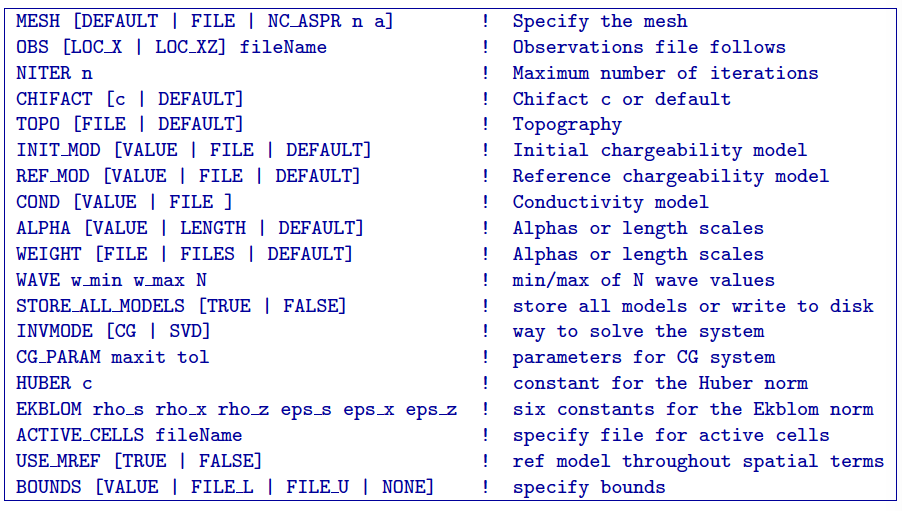 MESH [DEFAULT | FILE | NC_ASPR n a] ! Specify the mesh
OBS [LOC_X | LOC_XZ] fileName ! Observations file follows
NITER n ! Maximum number of iterations
CHIFACT [c | DEFAULT] ! Chifact c or default
TOPO [FILE | DEFAULT] ! Topography
INIT_MOD [VALUE | FILE | DEFAULT] ! Initial chargeability model
REF_MOD [VALUE | FILE | DEFAULT] ! Reference chargeability model
COND [VALUE | FILE ] ! Conductivity model
ALPHA [VALUE | LENGTH | DEFAULT] ! Alphas or length scales
WEIGHT [FILE | FILES | DEFAULT] ! Alphas or length scales
WAVE w_min w_max N ! min/max of N wave values
STORE_ALL_MODELS [TRUE | FALSE] ! store all models or write to disk
INVMODE [CG | SVD] ! way to solve the system
CG_PARAM maxit tol ! parameters for CG system
HUBER c ! constant for the Huber norm
EKBLOM rho_s rho_x rho_z eps_s eps_x eps_z ! six constants for the Ekblom norm
ACTIVE_CELLS fileName ! specify file for active cells
USE_MREF [TRUE | FALSE] ! ref model throughout spatial terms
BOUNDS [VALUE | FILE_L | FILE_U | NONE] ! specify bounds